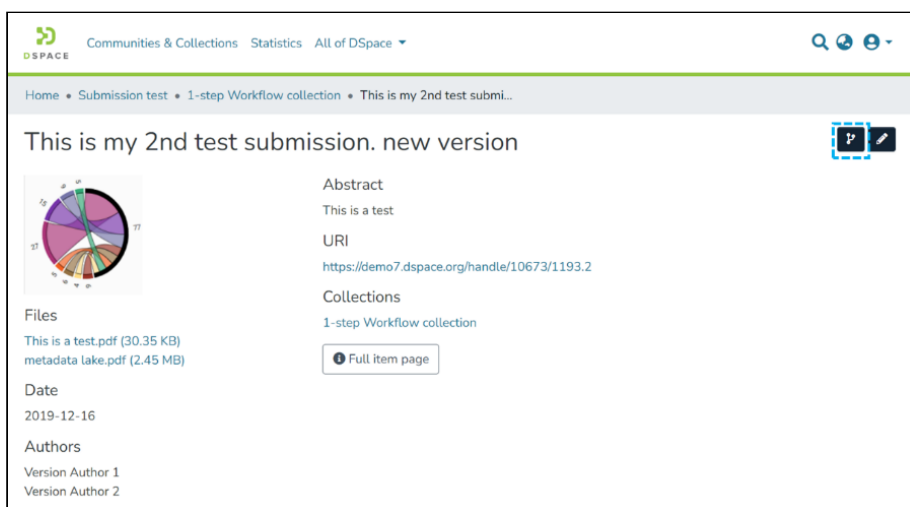 DSPACE
Communities & Collections Statistics All of DSpace
Home • Submission test • 1-step Workflow collection • This is my 2nd test submi...
This is my 2nd test submission. new version
77
27
15
Files
This is a test.pdf (30.35 KB)
metadata lake.pdf (2.45 MB)
Date
2019-12-16
Authors
Version Author 1
Version Author 2
Abstract
This is a test
URI
https://demo7.dspace.org/handle/10673/1193.2
Collections
1-step Workflow collection
Full item page